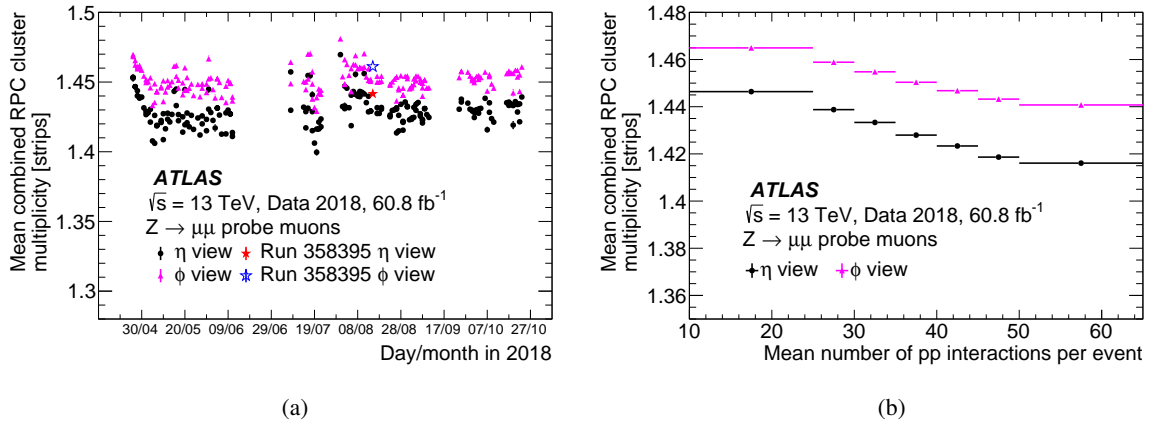 Mean combined RPC cluster
multiplicity [strips]
1.5
1.45
1.4
1.35
1.3
ATLAS
√s = 13 TeV, Data 2018, 60.8 fb⁻¹
Z → μμ probe muons
η view Run 358395 η view
ϕ view Run 358395 ϕ view
30/04 20/05 09/06 29/06 19/07 08/08 28/08 17/09 07/10 27/10
Day/month in 2018
(a)
Mean combined RPC cluster
multiplicity [strips]
1.48
1.46
1.44
1.42
1.4
1.38
1.36
ATLAS
√s = 13 TeV, Data 2018, 60.8 fb⁻¹
Z → μμ probe muons
η view ϕ view
10 20 30 40 50 60
Mean number of pp interactions per event
(b)